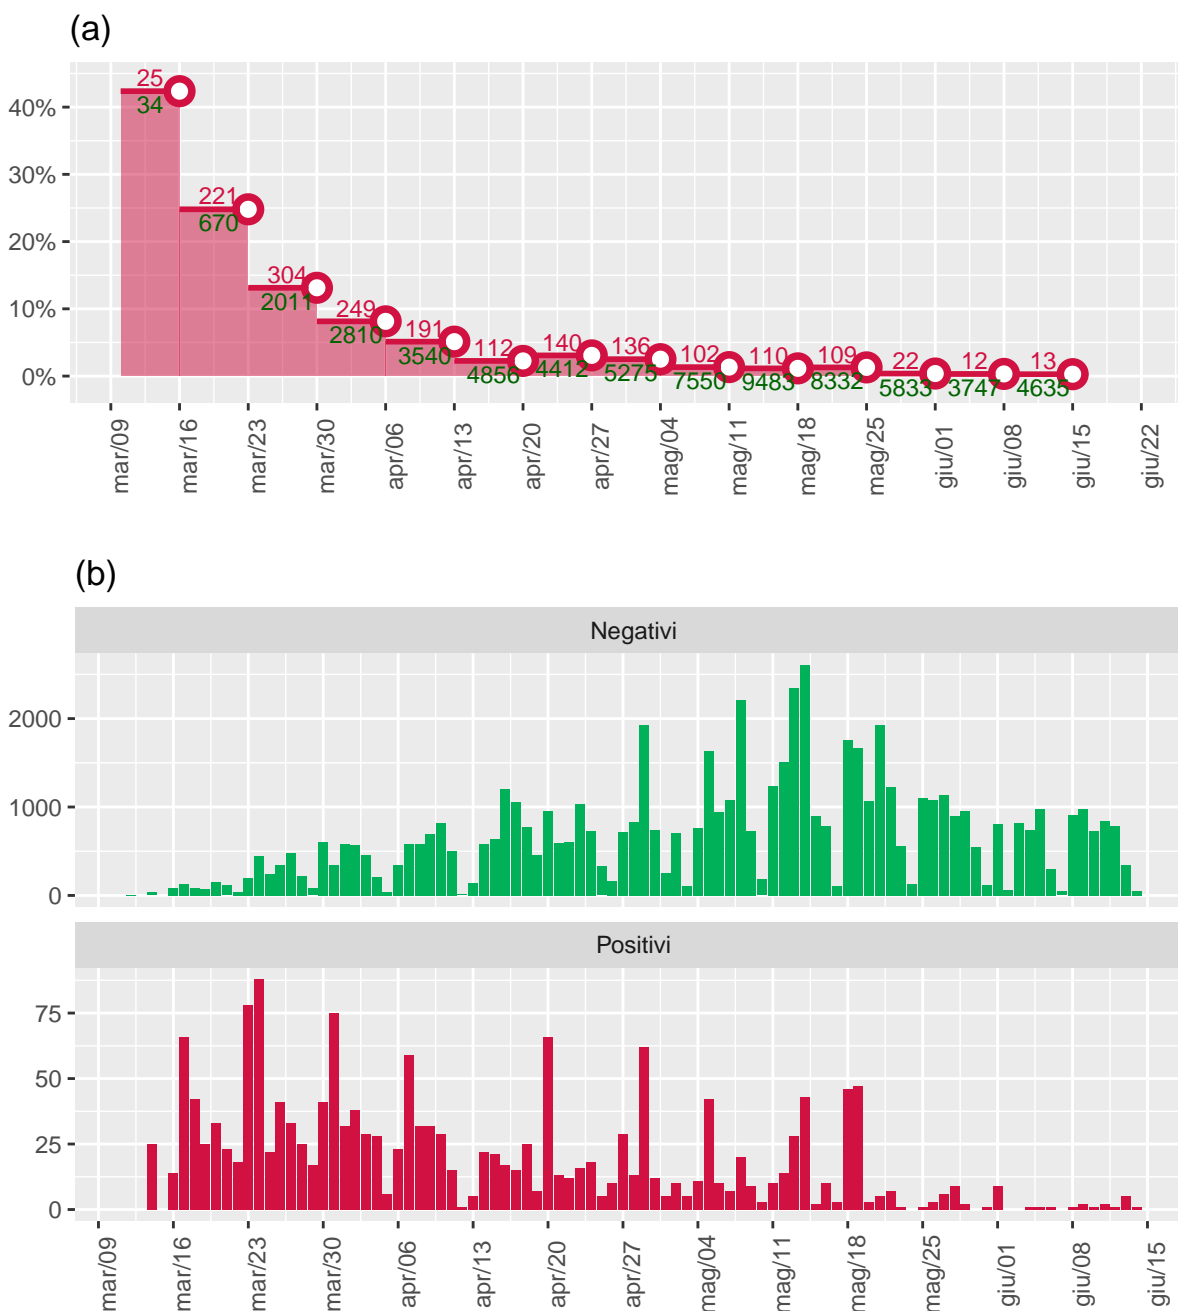 (a)
40%
30%
20%
10%
0%
25
34
221
670
304
2011
249
2810
191
3540
112
4856
140
4412
136
5275
102
7550
110
9483
109
8332
22
5833
12
3747
13
4635
mar/09
mar/16
mar/23
mar/30
apr/06
apr/13
apr/20
apr/27
mag/04
mag/11
mag/18
mag/25
giu/01
giu/08
giu/15
giu/22
(b)
Negativi
2000
1000
0
Positivi
75
50
25
0
mar/09
mar/16
mar/23
mar/30
apr/06
apr/13
apr/20
apr/27
mag/04
mag/11
mag/18
mag/25
giu/01
giu/08
giu/15